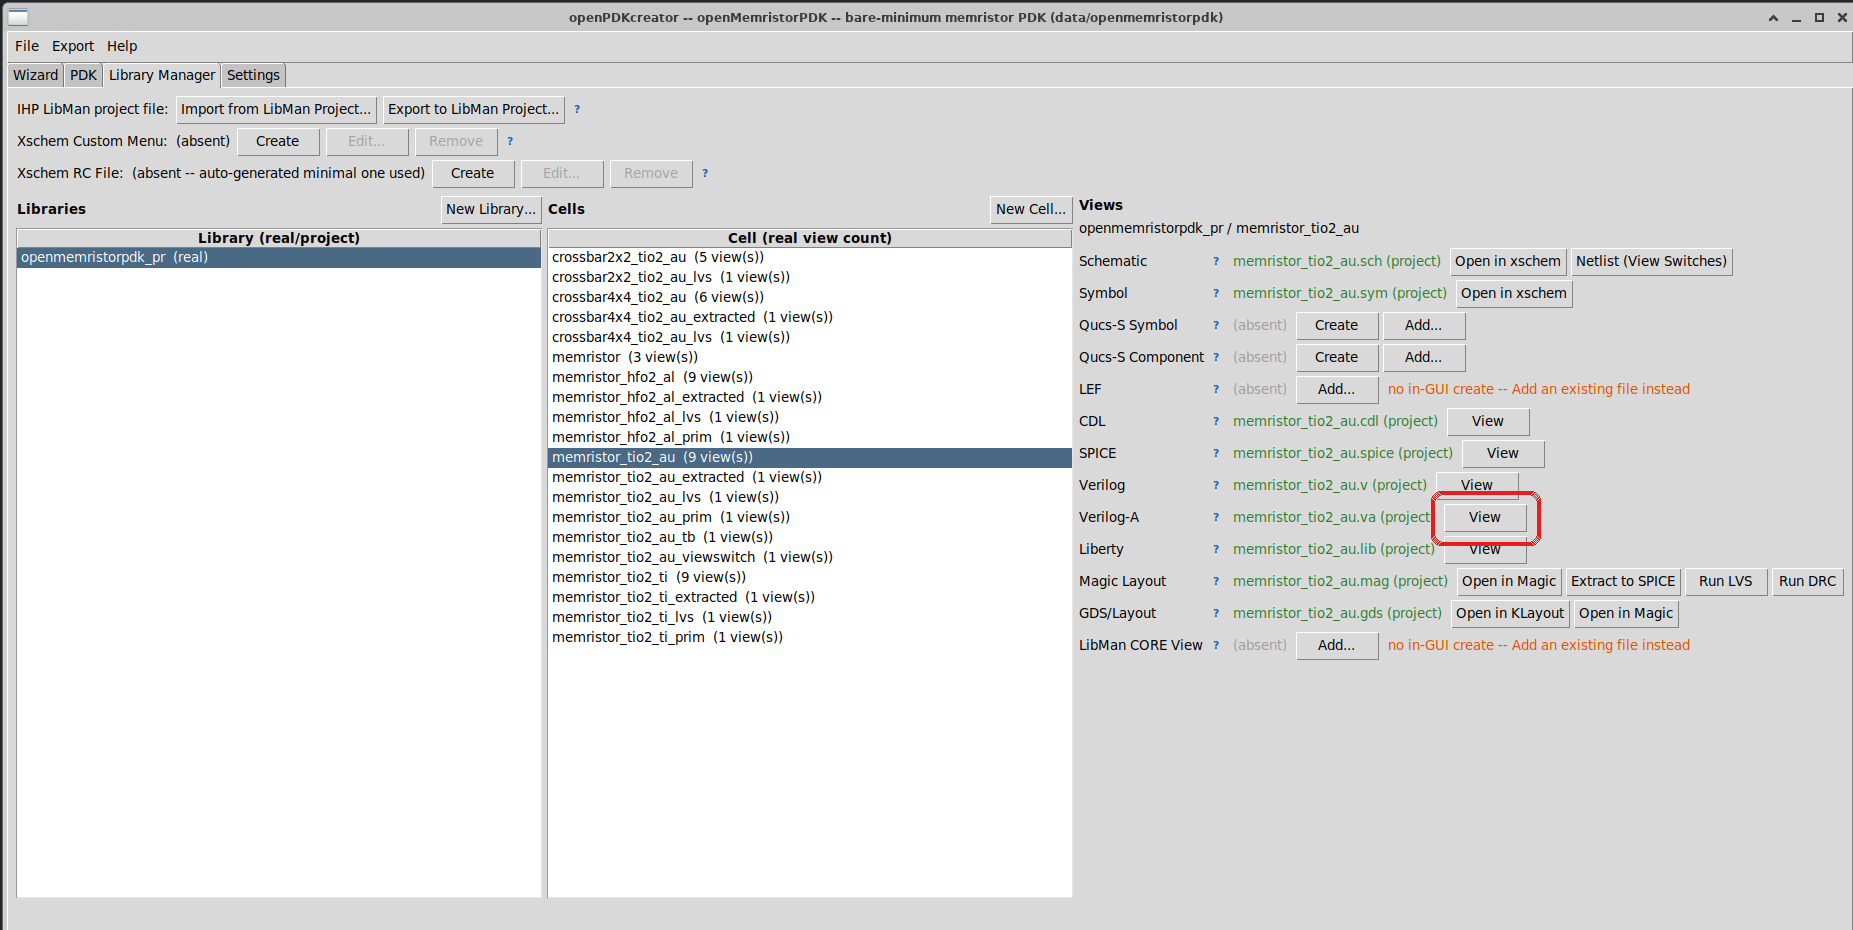 openPDKcreator -- openMemristorPDK -- bare-minimum memristor PDK (data/openmemristorpdk)
File Export Help
Wizard PDK Library Manager Settings
IHP LibMan project file: Import from LibMan Project... Export to LibMan Project... ?
Xschem Custom Menu: (absent) Create Edit... Remove ?
Xschem RC File: (absent -- auto-generated minimal one used) Create Edit... Remove ?
Libraries New Library...
Library (real/project)
openmemristorpdk_pr (real)
Cells New Cell...
Cell (real view count)
crossbar2x2_tio2_au (5 view(s))
crossbar2x2_tio2_au_lvs (1 view(s))
crossbar4x4_tio2_au (6 view(s))
crossbar4x4_tio2_au_extracted (1 view(s))
crossbar4x4_tio2_au_lvs (1 view(s))
memristor (3 view(s))
memristor_hfo2_al (9 view(s))
memristor_hfo2_al_extracted (1 view(s))
memristor_hfo2_al_lvs (1 view(s))
memristor_hfo2_al_prim (1 view(s))
memristor_tio2_au (9 view(s))
memristor_tio2_au_extracted (1 view(s))
memristor_tio2_au_lvs (1 view(s))
memristor_tio2_au_prim (1 view(s))
memristor_tio2_au_tb (1 view(s))
memristor_tio2_au_viewswitch (1 view(s))
memristor_tio2_ti (9 view(s))
memristor_tio2_ti_extracted (1 view(s))
memristor_tio2_ti_lvs (1 view(s))
memristor_tio2_ti_prim (1 view(s))
Views
openmemristorpdk_pr / memristor_tio2_au
Schematic ? memristor_tio2_au.sch (project) Open in xschem Netlist (View Switches)
Symbol ? memristor_tio2_au.sym (project) Open in xschem
Qucs-S Symbol ? (absent) Create Add...
Qucs-S Component ? (absent) Create Add...
LEF ? (absent) Add... no in-GUI create -- Add an existing file instead
CDL ? memristor_tio2_au.cdl (project) View
SPICE ? memristor_tio2_au.spice (project) View
Verilog ? memristor_tio2_au.v (project) View
Verilog-A ? memristor_tio2_au.va (project View
Liberty ? memristor_tio2_au.lib (project) View
Magic Layout ? memristor_tio2_au.mag (project) Open in Magic Extract to SPICE Run LVS Run DRC
GDS/Layout ? memristor_tio2_au.gds (project) Open in KLayout Open in Magic
LibMan CORE View ? (absent) Add... no in-GUI create -- Add an existing file instead